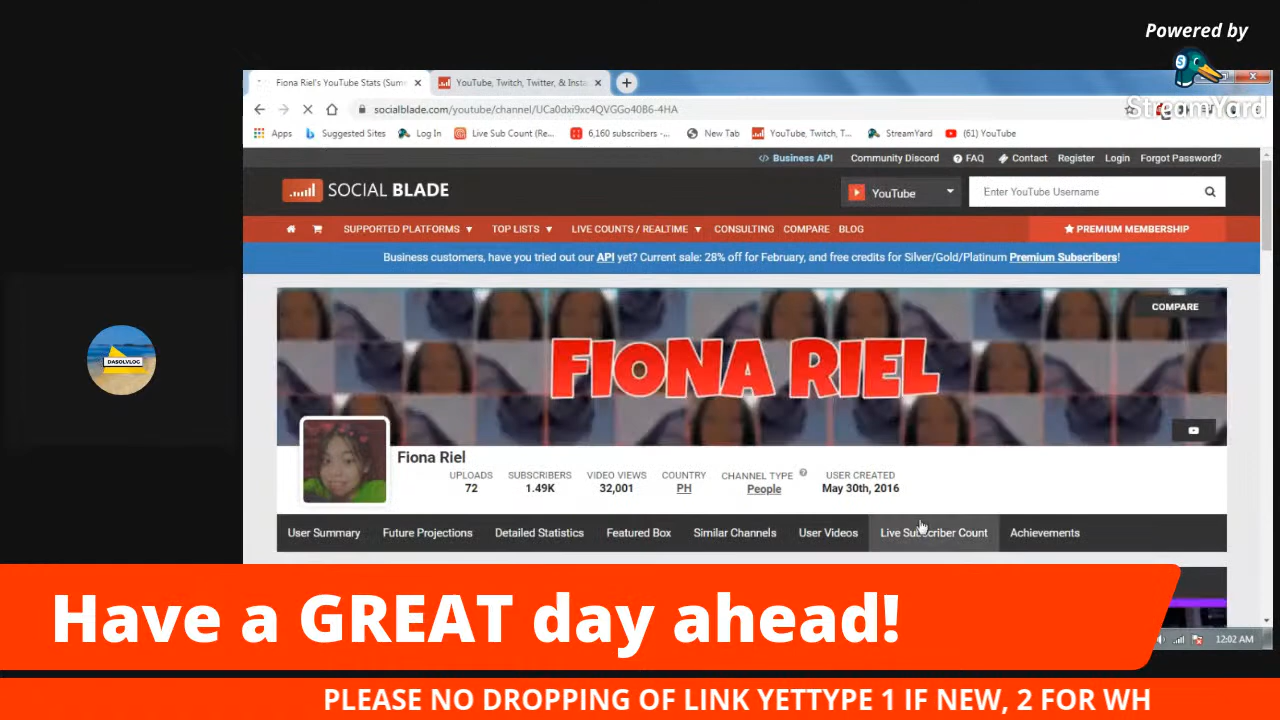 Powered by
StreamYard
Fiona Riel's YouTube Stats (Sum
YouTube, Twitch, Twitter, & Insta
socialblade.com/youtube/channel/UCa0dxi9xc4QVGGo40B6-4HA
Apps
Suggested Sites
Log In
Live Sub Count (Re...
6,160 subscribers -...
New Tab
YouTube, Twitch, T...
StreamYard
(61) YouTube
Business API
Community Discord
FAQ
Contact
Register
Login
Forgot Password?
SOCIAL BLADE
YouTube
Enter YouTube Username
SUPPORTED PLATFORMS
TOP LISTS
LIVE COUNTS / REALTIME
CONSULTING
COMPARE
BLOG
PREMIUM MEMBERSHIP
Business customers, have you tried out our API yet? Current sale: 28% off for February, and free credits for Silver/Gold/Platinum Premium Subscribers!
COMPARE
FIONA RIEL
DASOLVLOG
Fiona Riel
UPLOADS
72
SUBSCRIBERS
1.49K
VIDEO VIEWS
32,001
COUNTRY
PH
CHANNEL TYPE
People
USER CREATED
May 30th, 2016
User Summary
Future Projections
Detailed Statistics
Featured Box
Similar Channels
User Videos
Live Subscriber Count
Achievements
Have a GREAT day ahead!
12:02 AM
PLEASE NO DROPPING OF LINK YETTYPE 1 IF NEW, 2 FOR WH